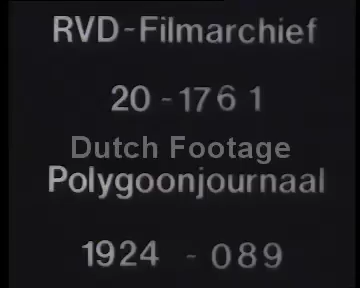 RVD-Filmarchief
20-1761
Dutch Footage
Polygoonjournaal
1924 - 089